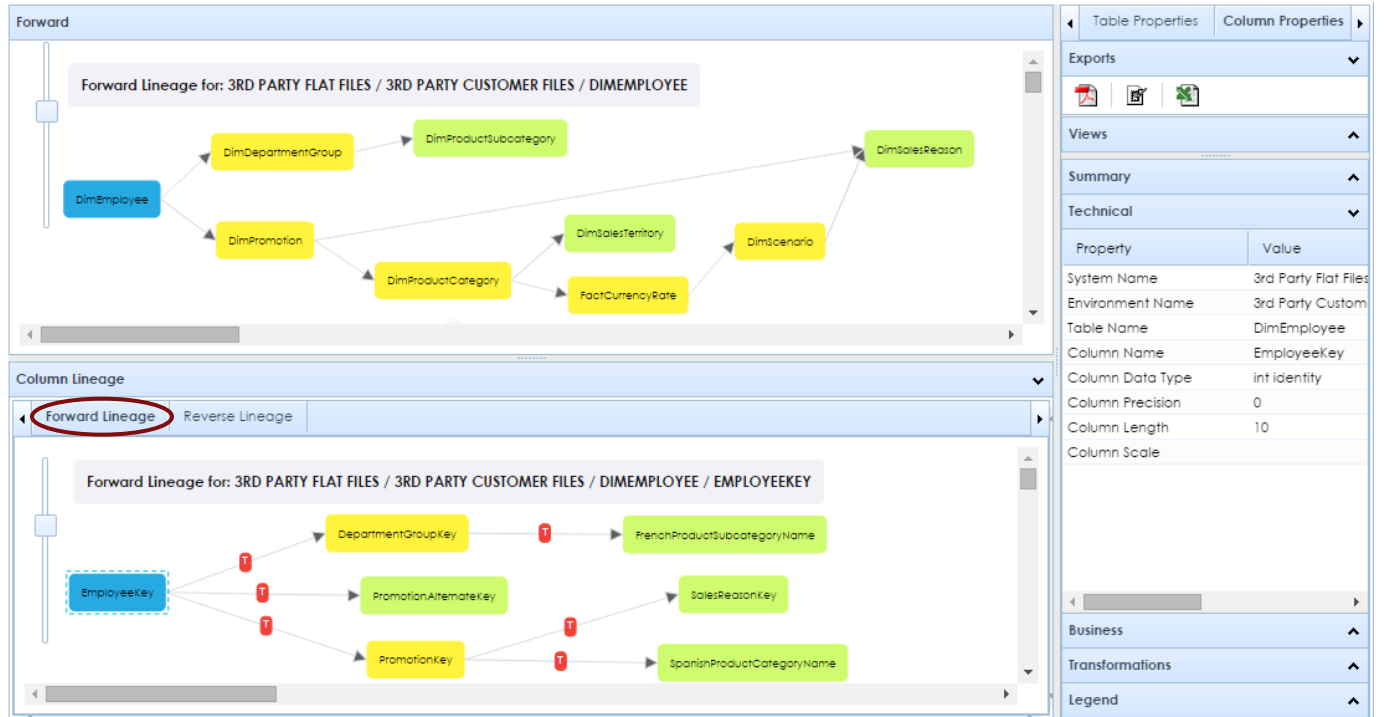 Forward
Forward Lineage for: 3RD PARTY FLAT FILES / 3RD PARTY CUSTOMER FILES / DIMEMPLOYEE
DimEmployee
DimDepartmentGroup
DimProductSubcategory
DimPromotion
DimProductCategory
DimSalesTerritory
FactCurrencyRate
DimScenario
DimSalesReason
Column Lineage
Forward Lineage
Reverse Lineage
Forward Lineage for: 3RD PARTY FLAT FILES / 3RD PARTY CUSTOMER FILES / DIMEMPLOYEE / EMPLOYEEKEY
EmployeeKey
T
DepartmentGroupKey
T
FrenchProductSubcategoryName
T
PromotionAlternateKey
T
PromotionKey
T
SalesReasonKey
T
SpanishProductCategoryName
Table Properties
Column Properties
Exports
Views
Summary
Technical
Property Value
System Name 3rd Party Flat Files
Environment Name 3rd Party Custom
Table Name DimEmployee
Column Name EmployeeKey
Column Data Type int identity
Column Precision 0
Column Length 10
Column Scale
Business
Transformations
Legend